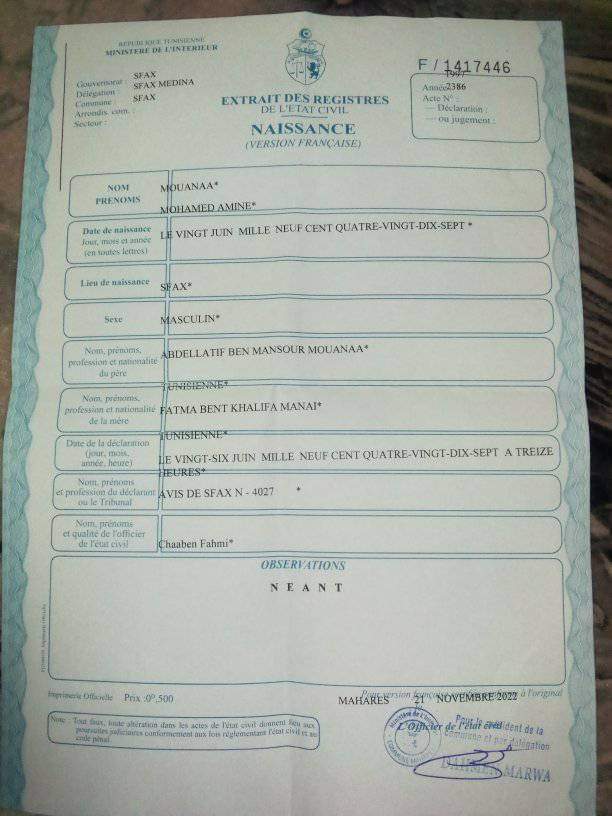 REPUBLIQUE TUNISIENNE
MINISTERE DE L'INTERIEUR
Gouvernorat : SFAX
Délégation : SFAX MEDINA
Commune : SFAX
Arrondis. com. :
Secteur :
F / 1417446
Année 1997
Acte N° : 2386
— Déclaration :
— ou jugement :
EXTRAIT DES REGISTRES
DE L'ETAT CIVIL
NAISSANCE
(VERSION FRANÇAISE)
NOM MOUANAA*
PRENOMS MOHAMED AMINE*
Date de naissance
Jour, mois et année
(en toutes lettres)
LE VINGT JUIN MILLE NEUF CENT QUATRE-VINGT-DIX-SEPT *
Lieu de naissance SFAX*
Sexe MASCULIN*
Nom, prénoms,
profession et nationalité
du père
ABDELLATIF BEN MANSOUR MOUANAA*
TUNISIENNE*
Nom, prénoms,
profession et nationalité
de la mère
FATMA BENT KHALIFA MANAI*
TUNISIENNE*
Date de la déclaration
(jour, mois,
année, heure)
LE VINGT-SIX JUIN MILLE NEUF CENT QUATRE-VINGT-DIX-SEPT A TREIZE
HEURES*
Nom, prénoms
et profession du déclarant
ou le Tribunal
AVIS DE SFAX N - 4027 *
Nom, prénoms
et qualité de l'officier
de l'état civil
Chaaben Fahmi*
OBSERVATIONS
N E A N T
Imprimerie Officielle Prix :0ᴰ,500
Pour version française conforme à l'original
MAHARES 21 NOVEMBRE 2022
Note : Tout faux, toute altération dans les actes de l'état civil donnent lieu aux
poursuites judiciaires conformement aux lois règlementant l'état civil et au
code pénal.
L'Officier de l'état civil
Pour le président de la
Commune et par délégation
DAHMEN MARWA